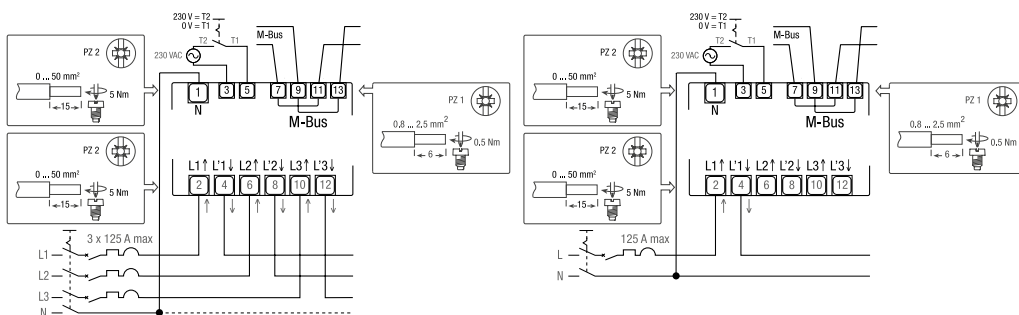 230 V = T2
0 V = T1
T2 T1
230 VAC
M-Bus
PZ 2
0 ... 50 mm²
15
5 Nm
1 3 5 7 9 11 13
N
M-Bus
PZ 1
0,8 ... 2,5 mm²
6
0,5 Nm
PZ 2
0 ... 50 mm²
15
5 Nm
L1 L'1 L2 L'2 L3 L'3
2 4 6 8 10 12
3 x 125 A max
L1
L2
L3
N
230 V = T2
0 V = T1
T2 T1
230 VAC
M-Bus
PZ 2
0 ... 50 mm²
15
5 Nm
1 3 5 7 9 11 13
N
M-Bus
PZ 1
0,8 ... 2,5 mm²
6
0,5 Nm
PZ 2
0 ... 50 mm²
15
5 Nm
L1 L'1 L2 L'2 L3 L'3
2 4 6 8 10 12
125 A max
L
N